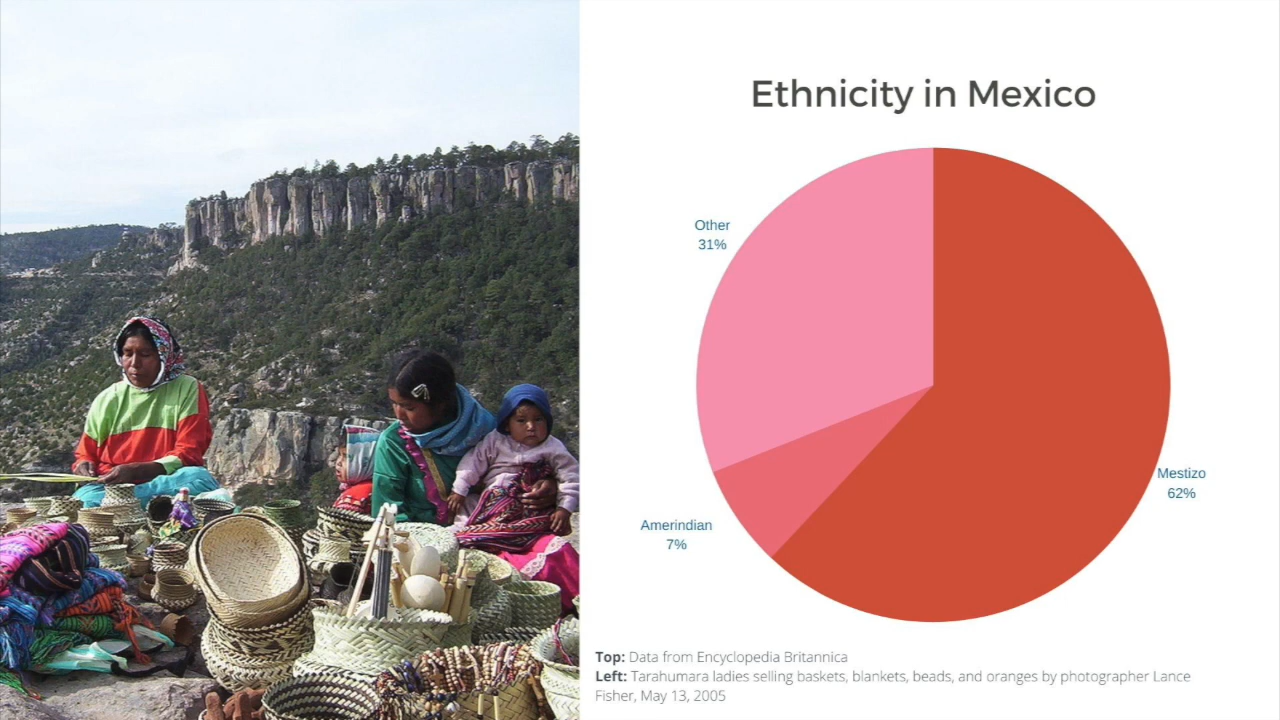 Ethnicity in Mexico
Other
31%
Mestizo
62%
Amerindian
7%
Top: Data from Encyclopedia Britannica
Left: Tarahumara ladies selling baskets, blankets, beads, and oranges by photographer Lance
Fisher, May 13, 2005